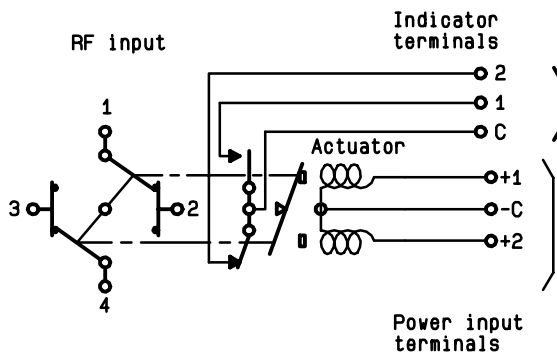 Indicator
terminals
RF input
2
1
C
1
Actuator
+1
3
2
-C
+2
4
Power input
terminals